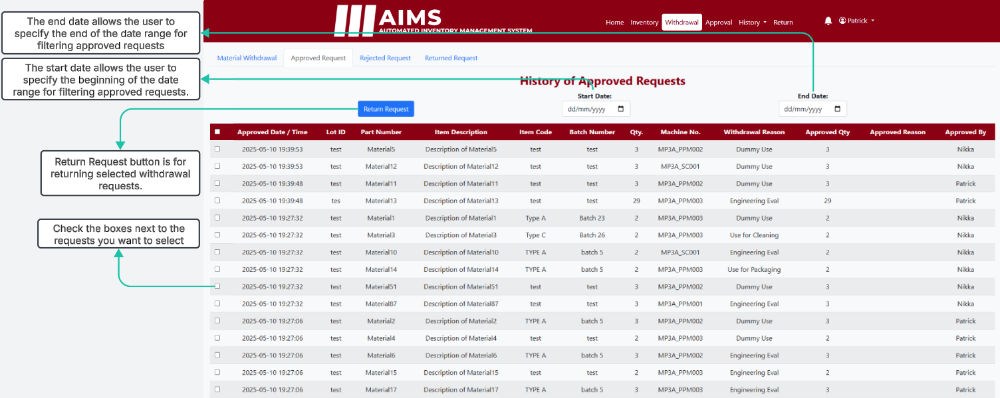 The end date allows the user to
specify the end of the date range for
filtering approved requests
The start date allows the user to
specify the beginning of the date
range for filtering approved requests.
Return Request button is for
returning selected withdrawal
requests.
Check the boxes next to the
requests you want to select
AIMS
AUTOMATED INVENTORY MANAGEMENT SYSTEM
Home Inventory Withdrawal Approval History Return Patrick
Material Withdrawal Approved Request Rejected Request Returned Request
History of Approved Requests
Start Date: End Date:
Return Request dd/mm/yyyy dd/mm/yyyy
Approved Date / Time Lot ID Part Number Item Description Item Code Batch Number Qty. Machine No. Withdrawal Reason Approved Qty Approved Reason Approved By
2025-05-10 19:39:53 test Material5 Description of Material5 test test 3 MP3A_PPM002 Dummy Use 3 Nikka
2025-05-10 19:39:53 test Material12 Description of Material12 test test 3 MP3A_SC001 Dummy Use 3 Nikka
2025-05-10 19:39:48 test Material11 Description of Material11 test test 3 MP3A_PPM002 Dummy Use 3 Patrick
2025-05-10 19:39:48 tes Material13 Description of Material13 test test 29 MP3A_PPM003 Engineering Eval 29 Patrick
2025-05-10 19:27:32 test Material1 Description of Material1 Type A Batch 23 2 MP3A_PPM003 Dummy Use 2 Nikka
2025-05-10 19:27:32 test Material3 Description of Material3 Type C Batch 26 2 MP3A_PPM003 Use for Cleaning 2 Nikka
2025-05-10 19:27:32 test Material10 Description of Material10 TYPE A batch 5 2 MP3A_SC001 Engineering Eval 2 Nikka
2025-05-10 19:27:32 test Material14 Description of Material14 TYPE A batch 5 2 MP3A_PPM003 Use for Packaging 2 Nikka
2025-05-10 19:27:32 test Material51 Description of Material51 test test 3 MP3A_PPM002 Dummy Use 3 Nikka
2025-05-10 19:27:32 test Material87 Description of Material87 test test 3 MP3A_PPM001 Engineering Eval 3 Nikka
2025-05-10 19:27:06 test Material2 Description of Material2 TYPE A batch 5 3 MP3A_PPM002 Dummy Use 3 Patrick
2025-05-10 19:27:06 test Material4 Description of Material4 test test 2 MP3A_PPM003 Dummy Use 2 Patrick
2025-05-10 19:27:06 test Material6 Description of Material6 TYPE A batch 5 3 MP3A_PPM002 Engineering Eval 3 Patrick
2025-05-10 19:27:06 test Material15 Description of Material15 test test 2 MP3A_PPM003 Engineering Eval 2 Patrick
2025-05-10 19:27:06 test Material17 Description of Material17 TYPE A batch 5 3 MP3A_PPM003 Engineering Eval 3 Patrick